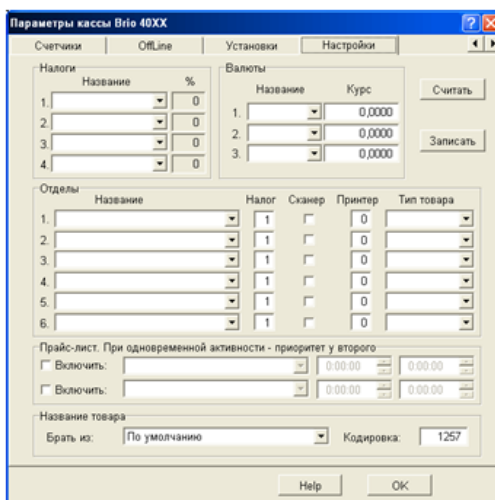 Параметры кассы Brio 40XX
Счетчики OffLine Установки Настройки
Налоги
Название %
1. 0
2. 0
3. 0
4. 0
Валюты
Название Курс
1. 0,0000
2. 0,0000
3. 0,0000
Считать
Записать
Отделы
Название Налог Сканер Принтер Тип товара
1. 1 0
2. 1 0
3. 1 0
4. 1 0
5. 1 0
6. 1 0
Прайс-лист. При одновременной активности - приоритет у второго
Включить: 0:00:00 0:00:00
Включить: 0:00:00 0:00:00
Название товара
Брать из: По умолчанию Кодировка: 1257
Help OK